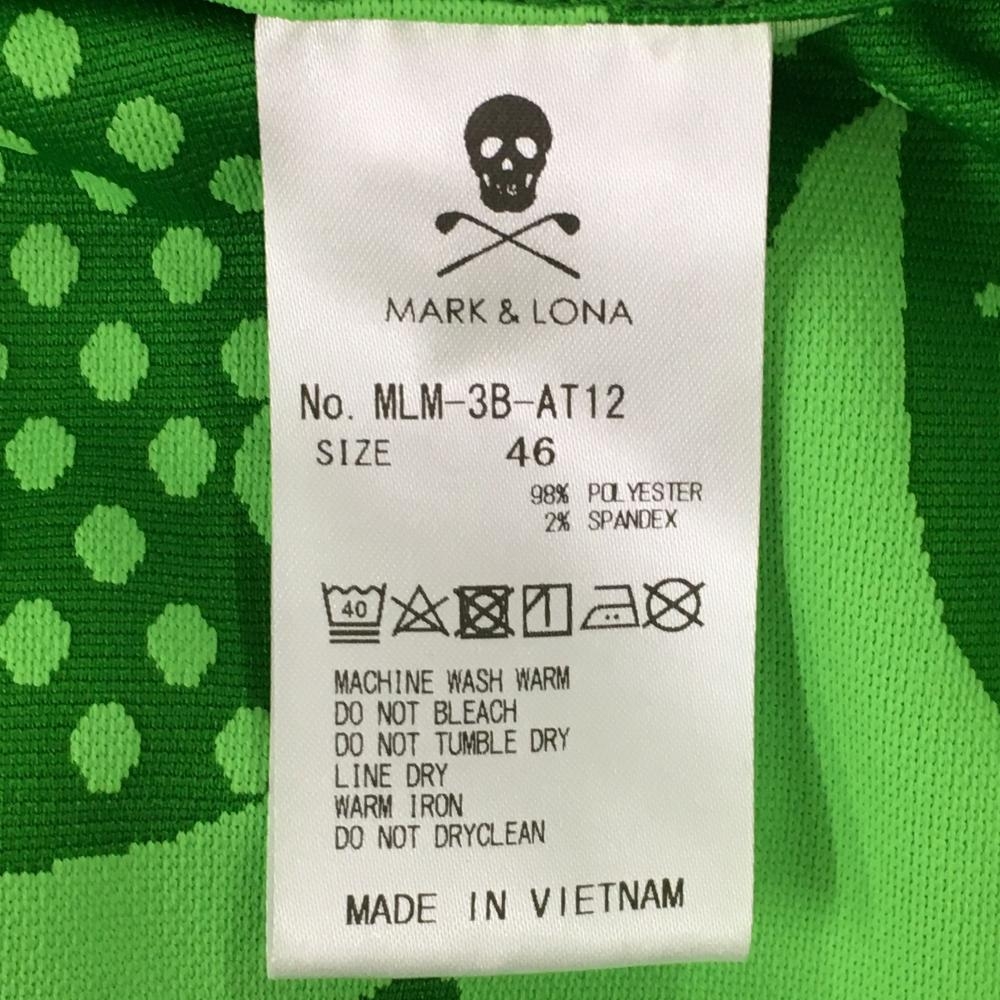 MARK & LONA
No. MLM-3B-AT12
SIZE 46
98% POLYESTER
2% SPANDEX
40
MACHINE WASH WARM
DO NOT BLEACH
DO NOT TUMBLE DRY
LINE DRY
WARM IRON
DO NOT DRYCLEAN
MADE IN VIETNAM